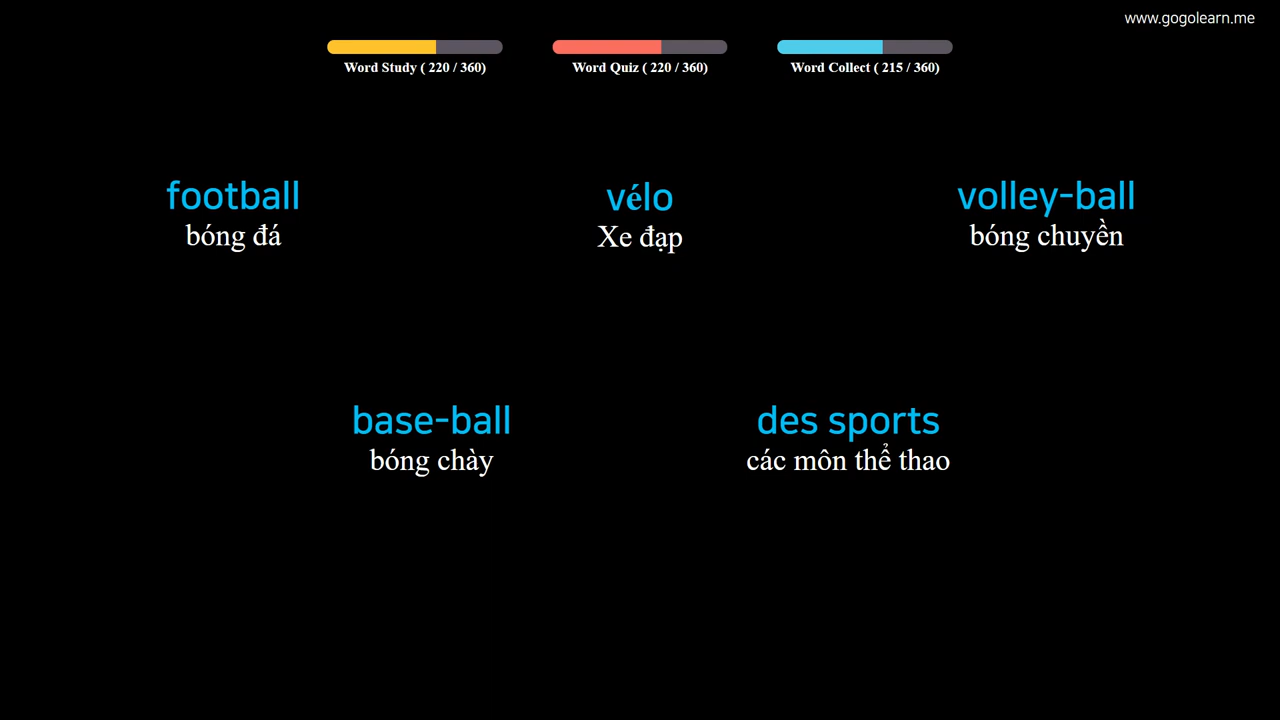 www.gogolearn.me
Word Study ( 220 / 360)
Word Quiz ( 220 / 360)
Word Collect ( 215 / 360)
football
bóng đá
vélo
Xe đạp
volley-ball
bóng chuyền
base-ball
bóng chày
des sports
các môn thể thao